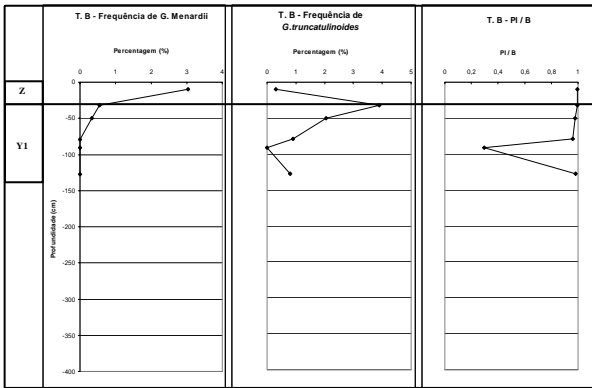 T. B - Frequência de G. Menardii
Percentagem (%)
0 1 2 3 4
0
-50
-100
-150
-200
-250
-300
-350
-400
Profundidade (cm)
Z
Y1
T. B - Frequência de
G.truncatulinoides
Percentagem (%)
0 1 2 3 4 5
T. B - Pl / B
Pl / B
0 0,2 0,4 0,6 0,8 1